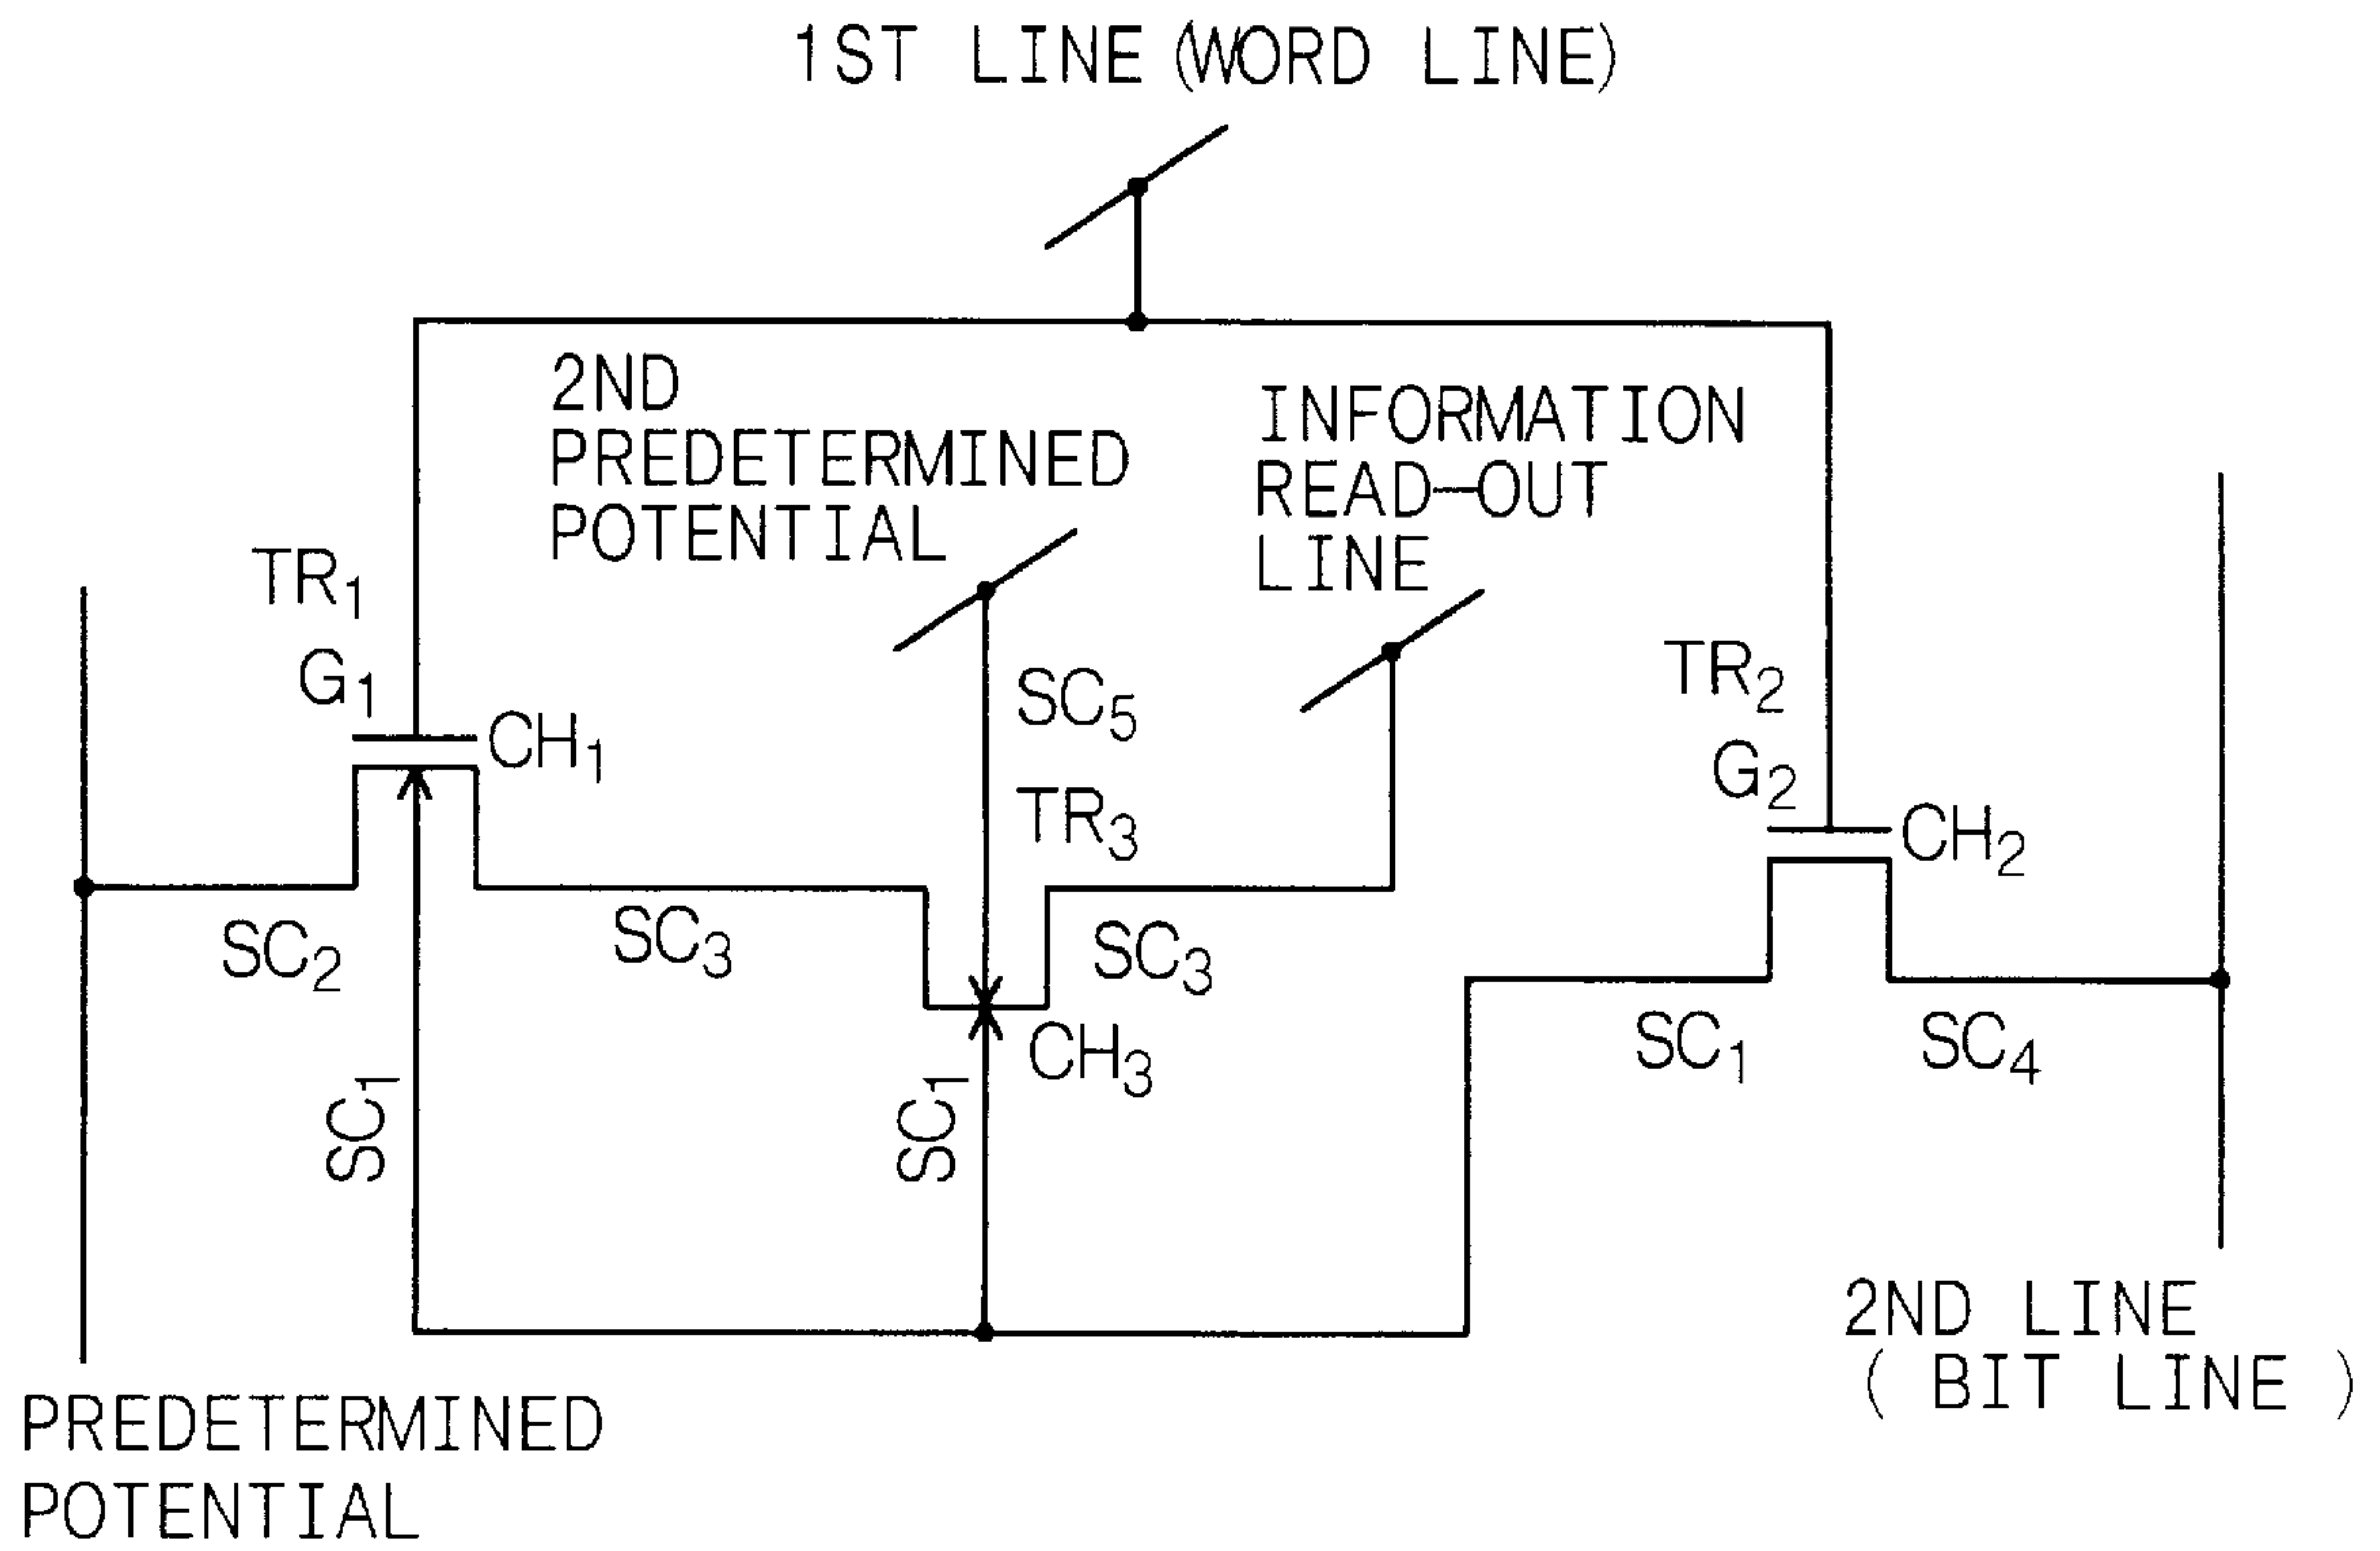 1ST LINE (WORD LINE)
2ND
PREDETERMINED
POTENTIAL
INFORMATION
READ-OUT
LINE
TR1
G1
CH1
SC5
TR3
TR2
G2
CH2
SC2
SC3
SC3
CH3
SC1
SC1
SC1
SC4
2ND LINE
( BIT LINE )
PREDETERMINED
POTENTIAL